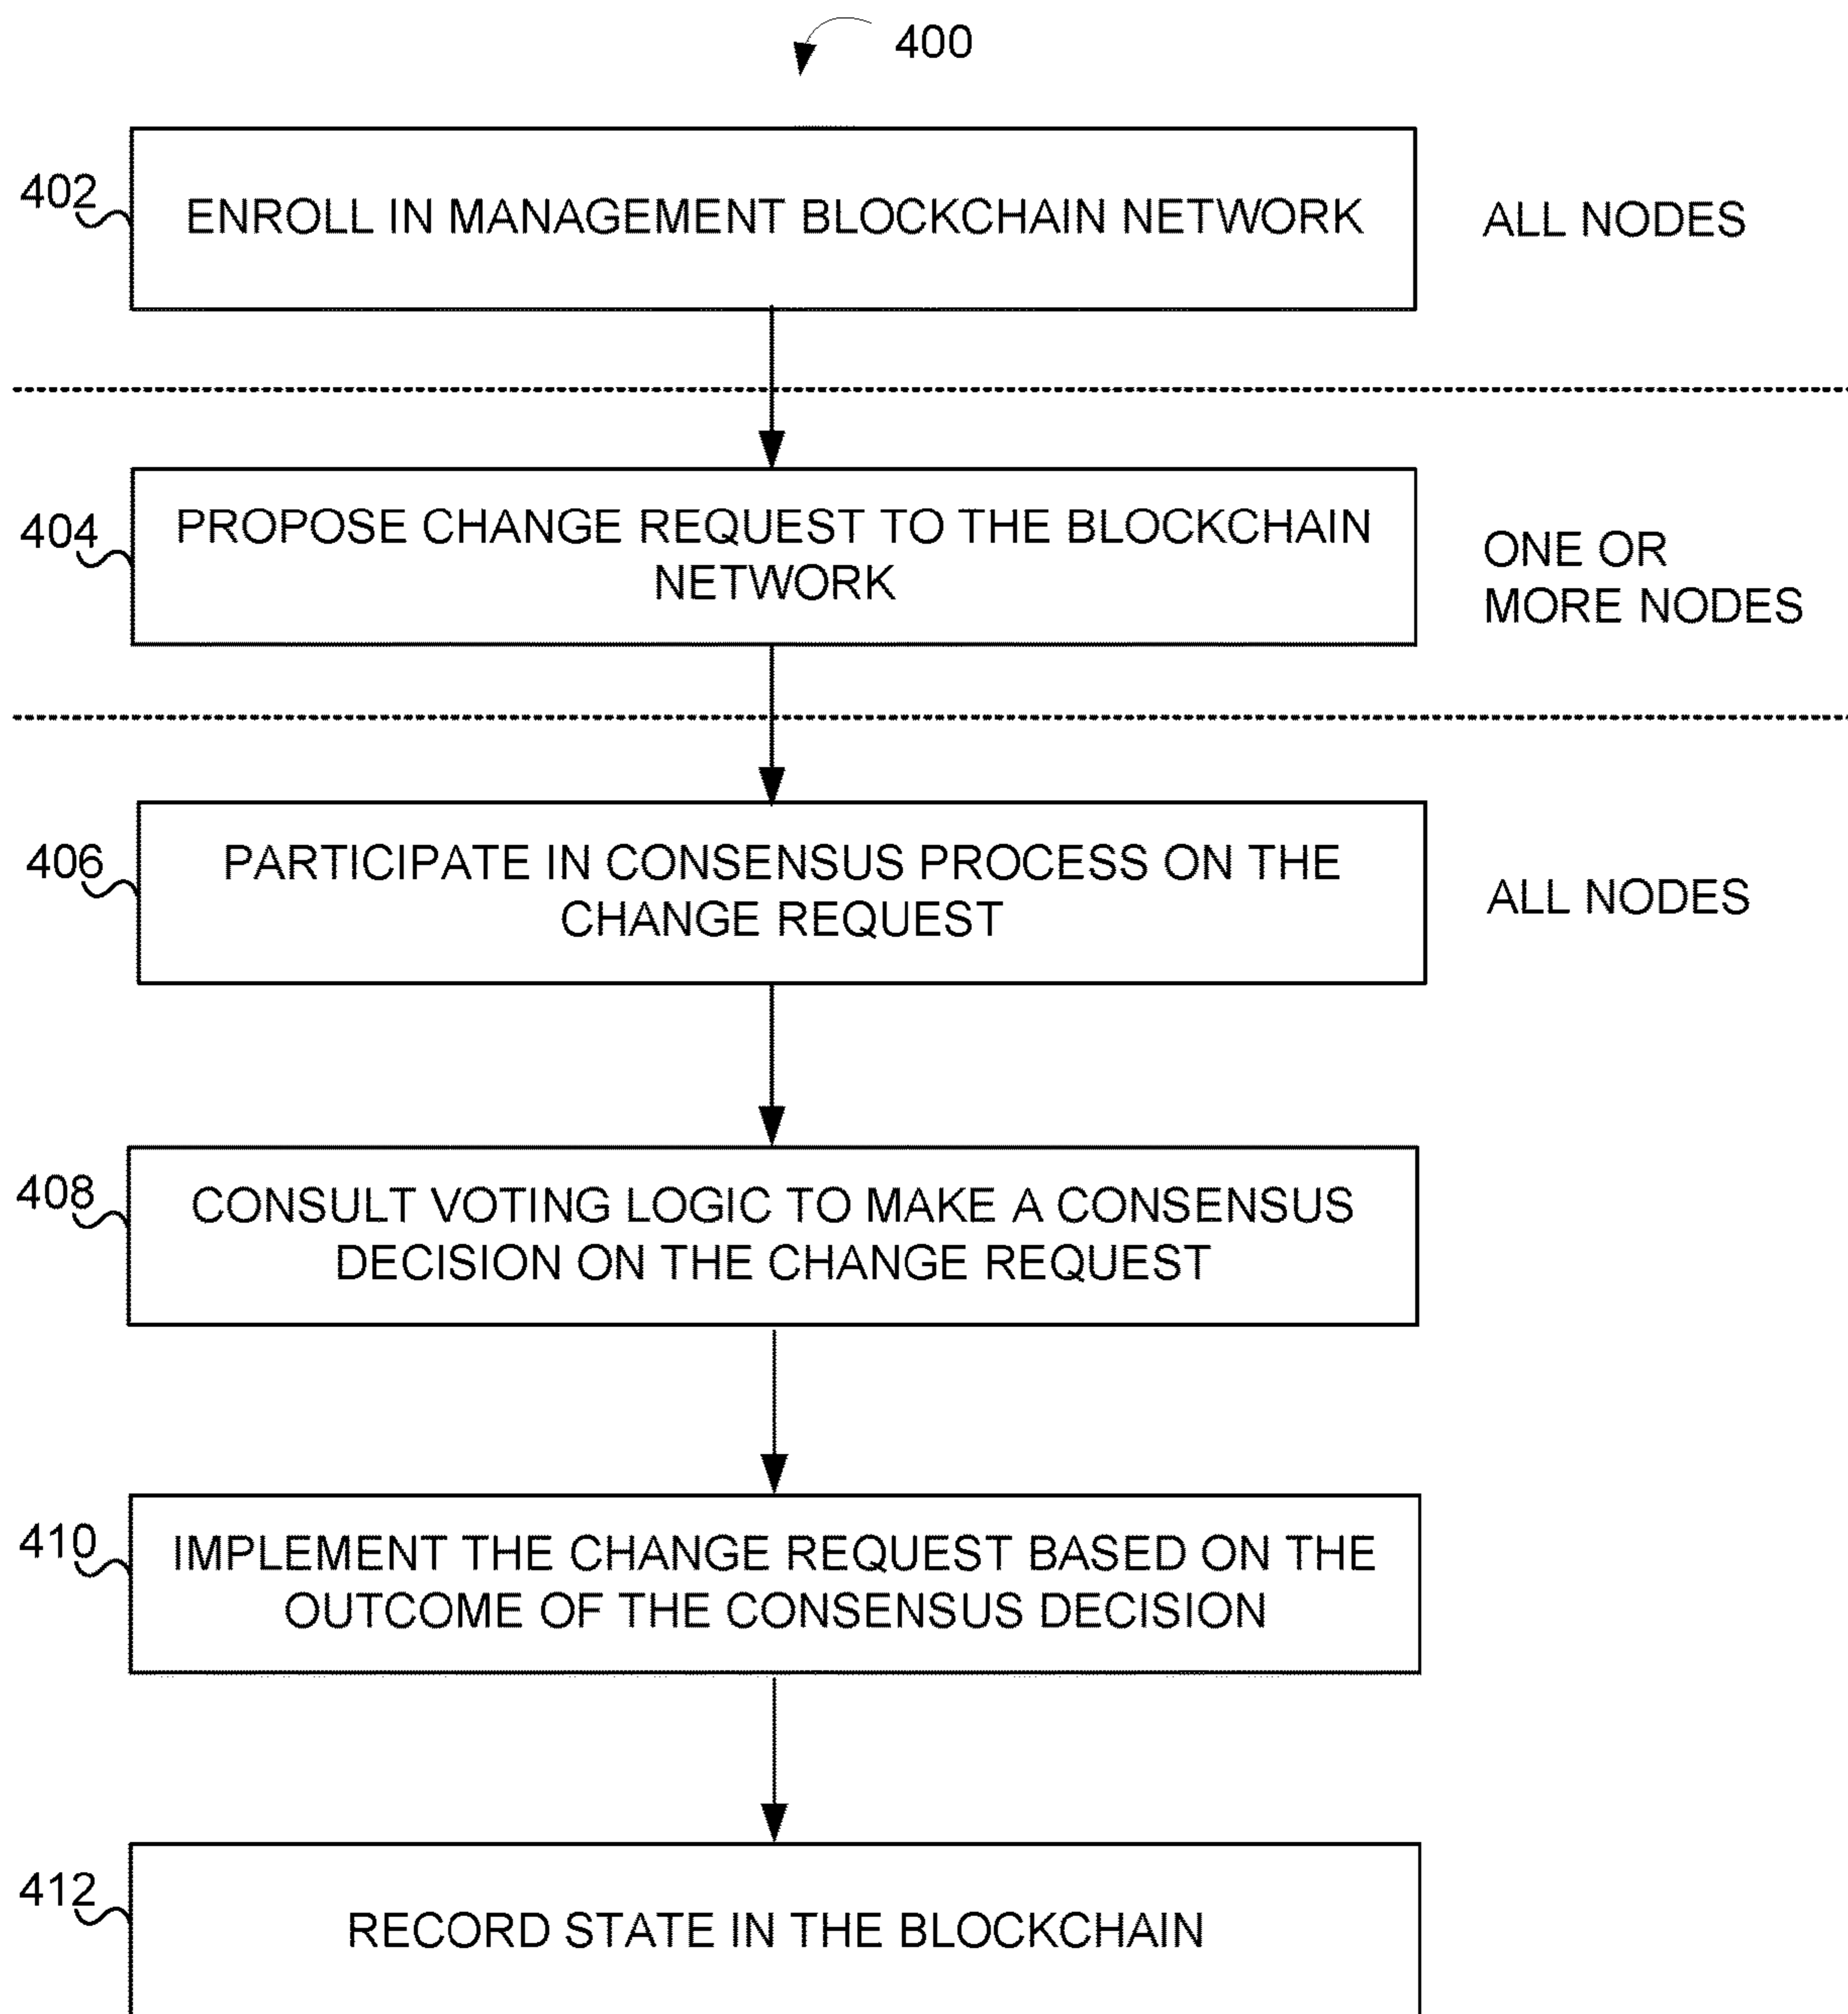 400
402
ENROLL IN MANAGEMENT BLOCKCHAIN NETWORK
ALL NODES
404
PROPOSE CHANGE REQUEST TO THE BLOCKCHAIN
NETWORK
ONE OR
MORE NODES
406
PARTICIPATE IN CONSENSUS PROCESS ON THE
CHANGE REQUEST
ALL NODES
408
CONSULT VOTING LOGIC TO MAKE A CONSENSUS
DECISION ON THE CHANGE REQUEST
410
IMPLEMENT THE CHANGE REQUEST BASED ON THE
OUTCOME OF THE CONSENSUS DECISION
412
RECORD STATE IN THE BLOCKCHAIN